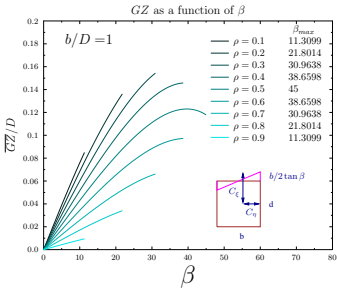 GZ as a function of β
b/D =1
β_max
ρ = 0.1 11.3099
ρ = 0.2 21.8014
ρ = 0.3 30.9638
ρ = 0.4 38.6598
ρ = 0.5 45
ρ = 0.6 38.6598
ρ = 0.7 30.9638
ρ = 0.8 21.8014
ρ = 0.9 11.3099
0.2
0.18
0.16
0.14
0.12
0.1
0.08
0.06
0.04
0.02
0.0
GZ/D
b/2 tan β
C_ξ
C_η
d
b
0 10 20 30 40 50 60 70 80
β